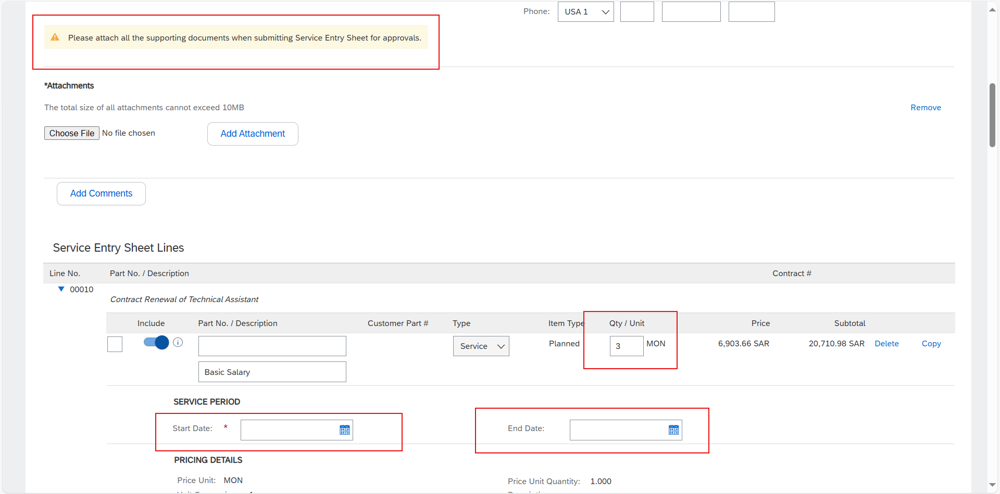 Phone: USA 1
Please attach all the supporting documents when submitting Service Entry Sheet for approvals.
*Attachments
The total size of all attachments cannot exceed 10MB Remove
Choose File No file chosen Add Attachment
Add Comments
Service Entry Sheet Lines
Line No. Part No. / Description Contract #
00010
Contract Renewal of Technical Assistant
Include Part No. / Description Customer Part # Type Item Type Qty / Unit Price Subtotal
Service Planned 3 MON 6,903.66 SAR 20,710.98 SAR Delete Copy
Basic Salary
SERVICE PERIOD
Start Date: * End Date:
PRICING DETAILS
Price Unit: MON Price Unit Quantity: 1.000